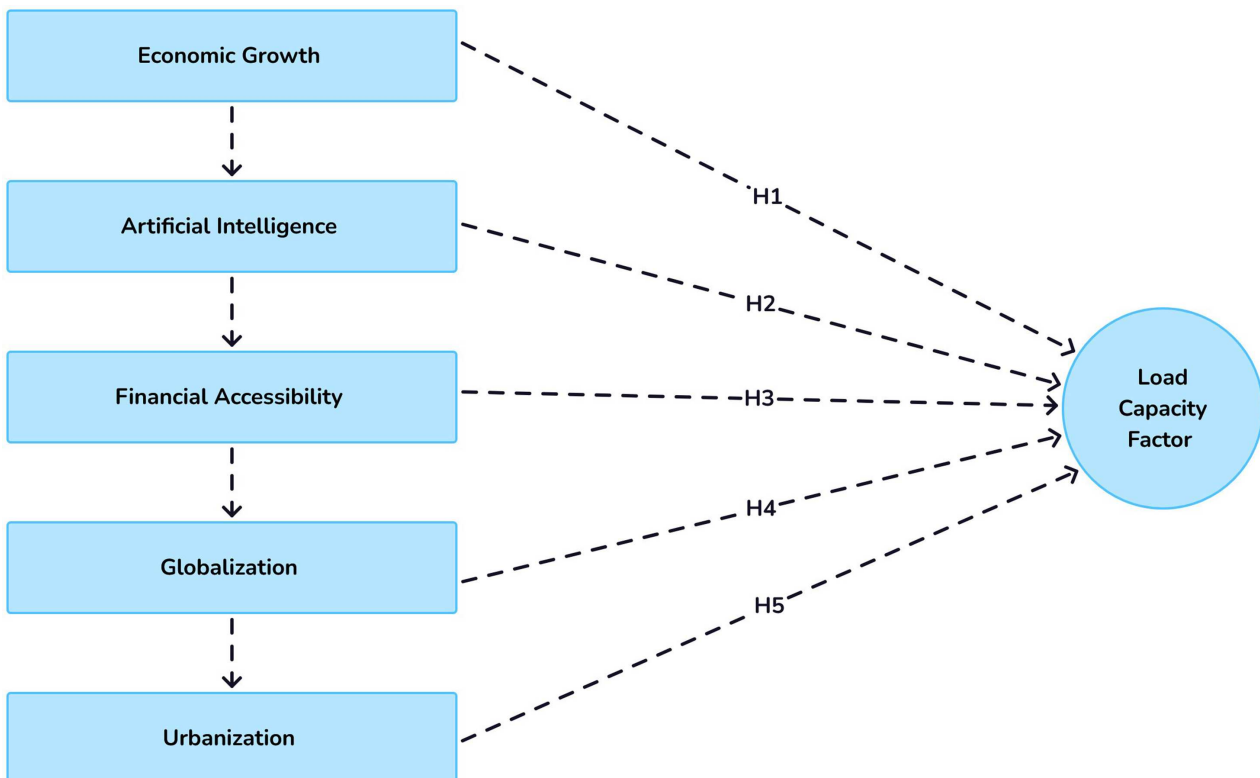 Economic Growth
H1
Artificial Intelligence
H2
Load
Capacity
Factor
Financial Accessibility
H3
H4
Globalization
H5
Urbanization